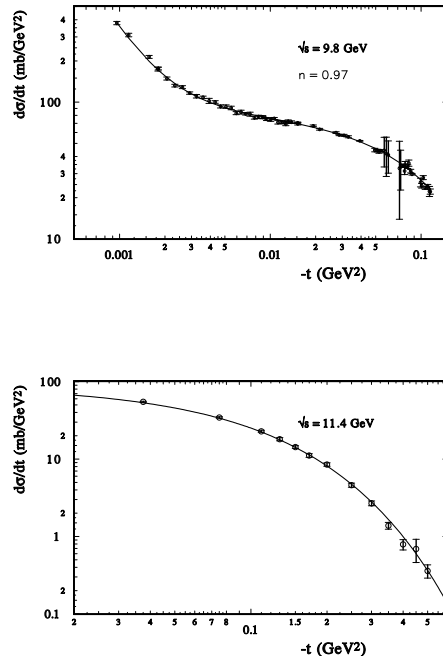 dσ/dt (mb/GeV²)
100
4
3
2
10
√s = 9.8 GeV
n = 0.97
0.001 2 3 4 5 0.01 2 3 4 5 0.1
-t (GeV²)
dσ/dt (mb/GeV²)
100
2
10
2
1
2
0.1
√s = 11.4 GeV
2 3 4 5 6 7 8 0.1 1.5 2 3 4 5
-t (GeV²)